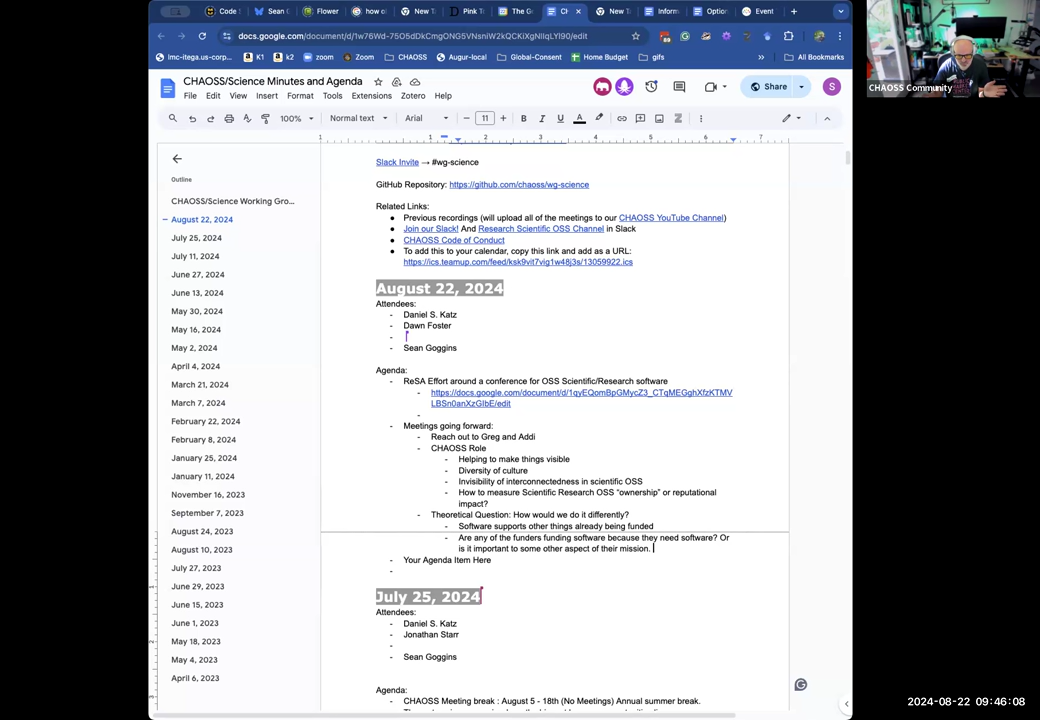 Code
Sean G
Flower
how o
New T
Pink T
The G
Cl
New T
Inform
Option
Event
docs.google.com/document/d/1w76Wd-75O5dDkCmgONG5VNsniW2kQCKiXgNlIqLYl90/edit
lmc-itega.us-corp...
K1
k2
zoom
Zoom
CHAOSS
Augur-local
Global-Consent
Home Budget
gifs
All Bookmarks
CHAOSS Community
CHAOSS/Science Minutes and Agenda
File Edit View Insert Format Tools Extensions Zotero Help
Share
S
100%
Normal text
Arial
11
B I U A
1 1 2 3 4 5 6 7
Outline
CHAOSS/Science Working Gro...
August 22, 2024
July 25, 2024
July 11, 2024
June 27, 2024
June 13, 2024
May 30, 2024
May 16, 2024
May 2, 2024
April 4, 2024
March 21, 2024
March 7, 2024
February 22, 2024
February 8, 2024
January 25, 2024
January 11, 2024
November 16, 2023
September 7, 2023
August 24, 2023
August 10, 2023
July 27, 2023
June 29, 2023
June 15, 2023
June 1, 2023
May 18, 2023
May 4, 2023
April 6, 2023
Slack Invite → #wg-science
GitHub Repository: https://github.com/chaoss/wg-science
Related Links:
● Previous recordings (will upload all of the meetings to our CHAOSS YouTube Channel)
● Join our Slack! And Research Scientific OSS Channel in Slack
● CHAOSS Code of Conduct
● To add this to your calendar, copy this link and add as a URL:
https://ics.teamup.com/feed/ksk9vit7vig1w48j3s/13059922.ics
August 22, 2024
Attendees:
- Daniel S. Katz
- Dawn Foster
-
- Sean Goggins
Agenda:
- ReSA Effort around a conference for OSS Scientific/Research software
- https://docs.google.com/document/d/1qyEQomBpGMycZ3_CTqMEGghXfzKTMV
LBSn0anXzGIbE/edit
-
- Meetings going forward:
- Reach out to Greg and Addi
- CHAOSS Role
- Helping to make things visible
- Diversity of culture
- Invisibility of interconnectedness in scientific OSS
- How to measure Scientific Research OSS “ownership” or reputational
impact?
- Theoretical Question: How would we do it differently?
- Software supports other things already being funded
- Are any of the funders funding software because they need software? Or
is it important to some other aspect of their mission.
- Your Agenda Item Here
-
July 25, 2024
Attendees:
- Daniel S. Katz
- Jonathan Starr
-
- Sean Goggins
Agenda:
- CHAOSS Meeting break : August 5 - 18th (No Meetings) Annual summer break.
2024-08-22 09:46:08